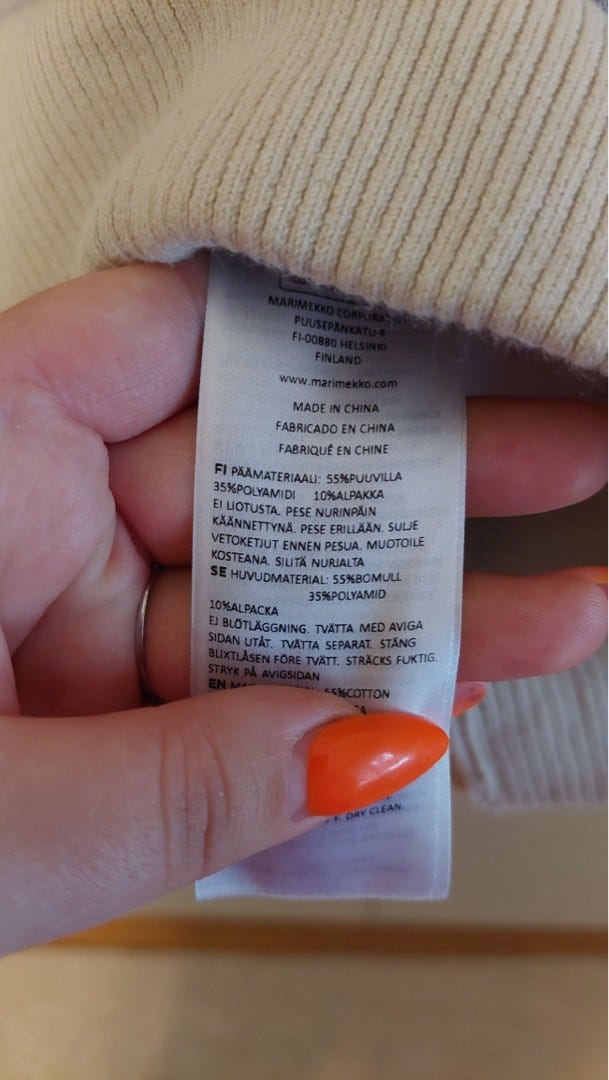 MARIMEKKO
PUUSEPÄNKATU 4
FI-00880 HELSINKI
FINLAND
www.marimekko.com
MADE IN CHINA
FABRICADO EN CHINA
FABRIQUÉ EN CHINE
FI PÄÄMATERIAALI: 55%PUUVILLA
35%POLYAMIDI 10%ALPAKKA
EI LIOTUSTA. PESE NURINPÄIN
KÄÄNNETTYNÄ. PESE ERILLÄÄN. SULJE
VETOKETJUT ENNEN PESUA. MUOTOILE
KOSTEANA. SILITÄ NURJALTA
SE HUVUDMATERIAL: 55%BOMULL
35%POLYAMID
10%ALPACKA
EJ BLÖTLÄGGNING. TVÄTTA MED AVIGA
SIDAN UTÅT. TVÄTTA SEPARAT. STÄNG
BLIXTLÅSEN FÖRE TVÄTT. STRÄCKS FUKTIG.
STRYK PÅ AVIGSIDAN
EN 55%COTTON
DRY CLEAN.